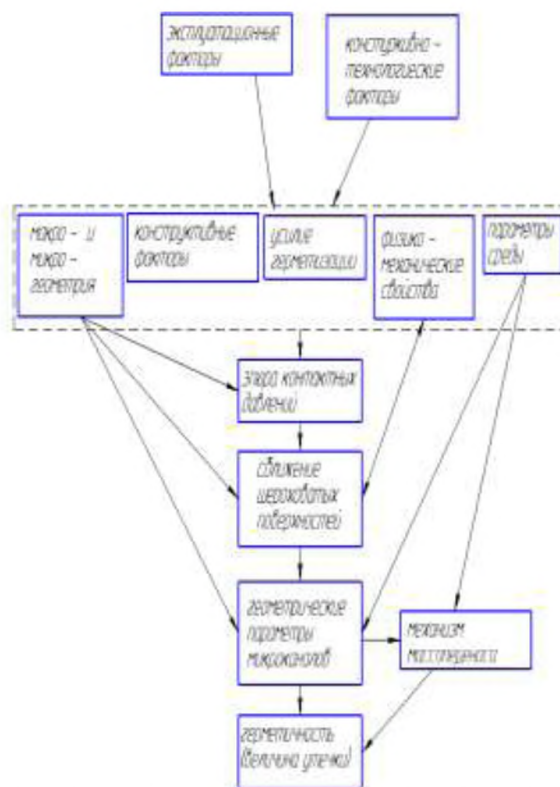 эксплуатационные
факторы
констуркивно -
технологические
факторы
макро - и
микро -
геометрия
конструктивные
факторы
усилие
герметизации
физико -
механические
свойства
параметры
среды
эпюра контактных
давлений
сближение
шероховатых
поверхностей
геометрические
параметры
микроканалов
механизм
массопереноса
герметичность
(величина утечки)